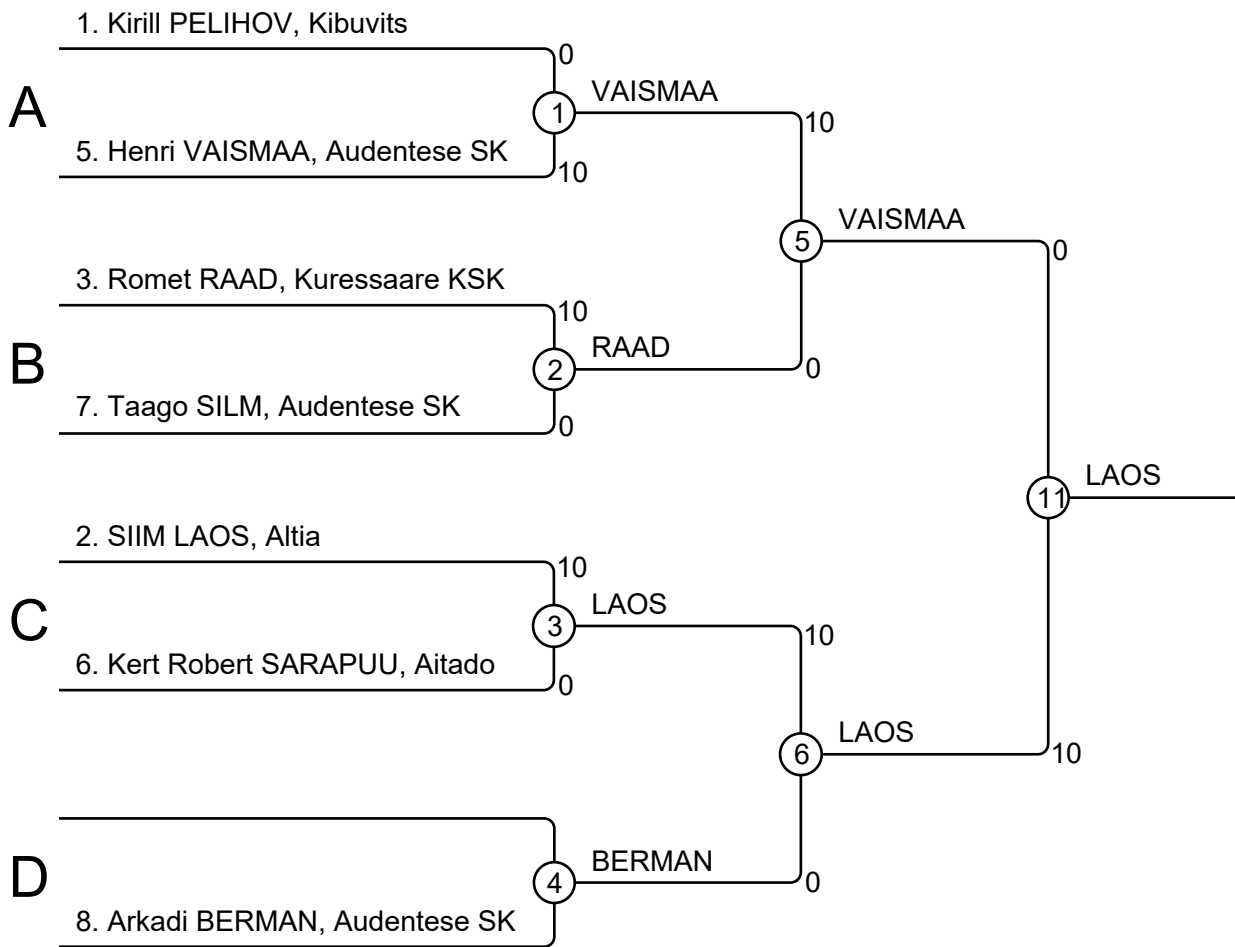 1. Kirill PELIHOV, Kibuvits
0
A
1
VAISMAA
10
5. Henri VAISMAA, Audentese SK
10
5
VAISMAA
0
3. Romet RAAD, Kuressaare KSK
10
B
2
RAAD
0
7. Taago SILM, Audentese SK
0
11
LAOS
2. SIIM LAOS, Altia
10
C
3
LAOS
10
6. Kert Robert SARAPUU, Aitado
0
6
LAOS
10
D
4
BERMAN
0
8. Arkadi BERMAN, Audentese SK